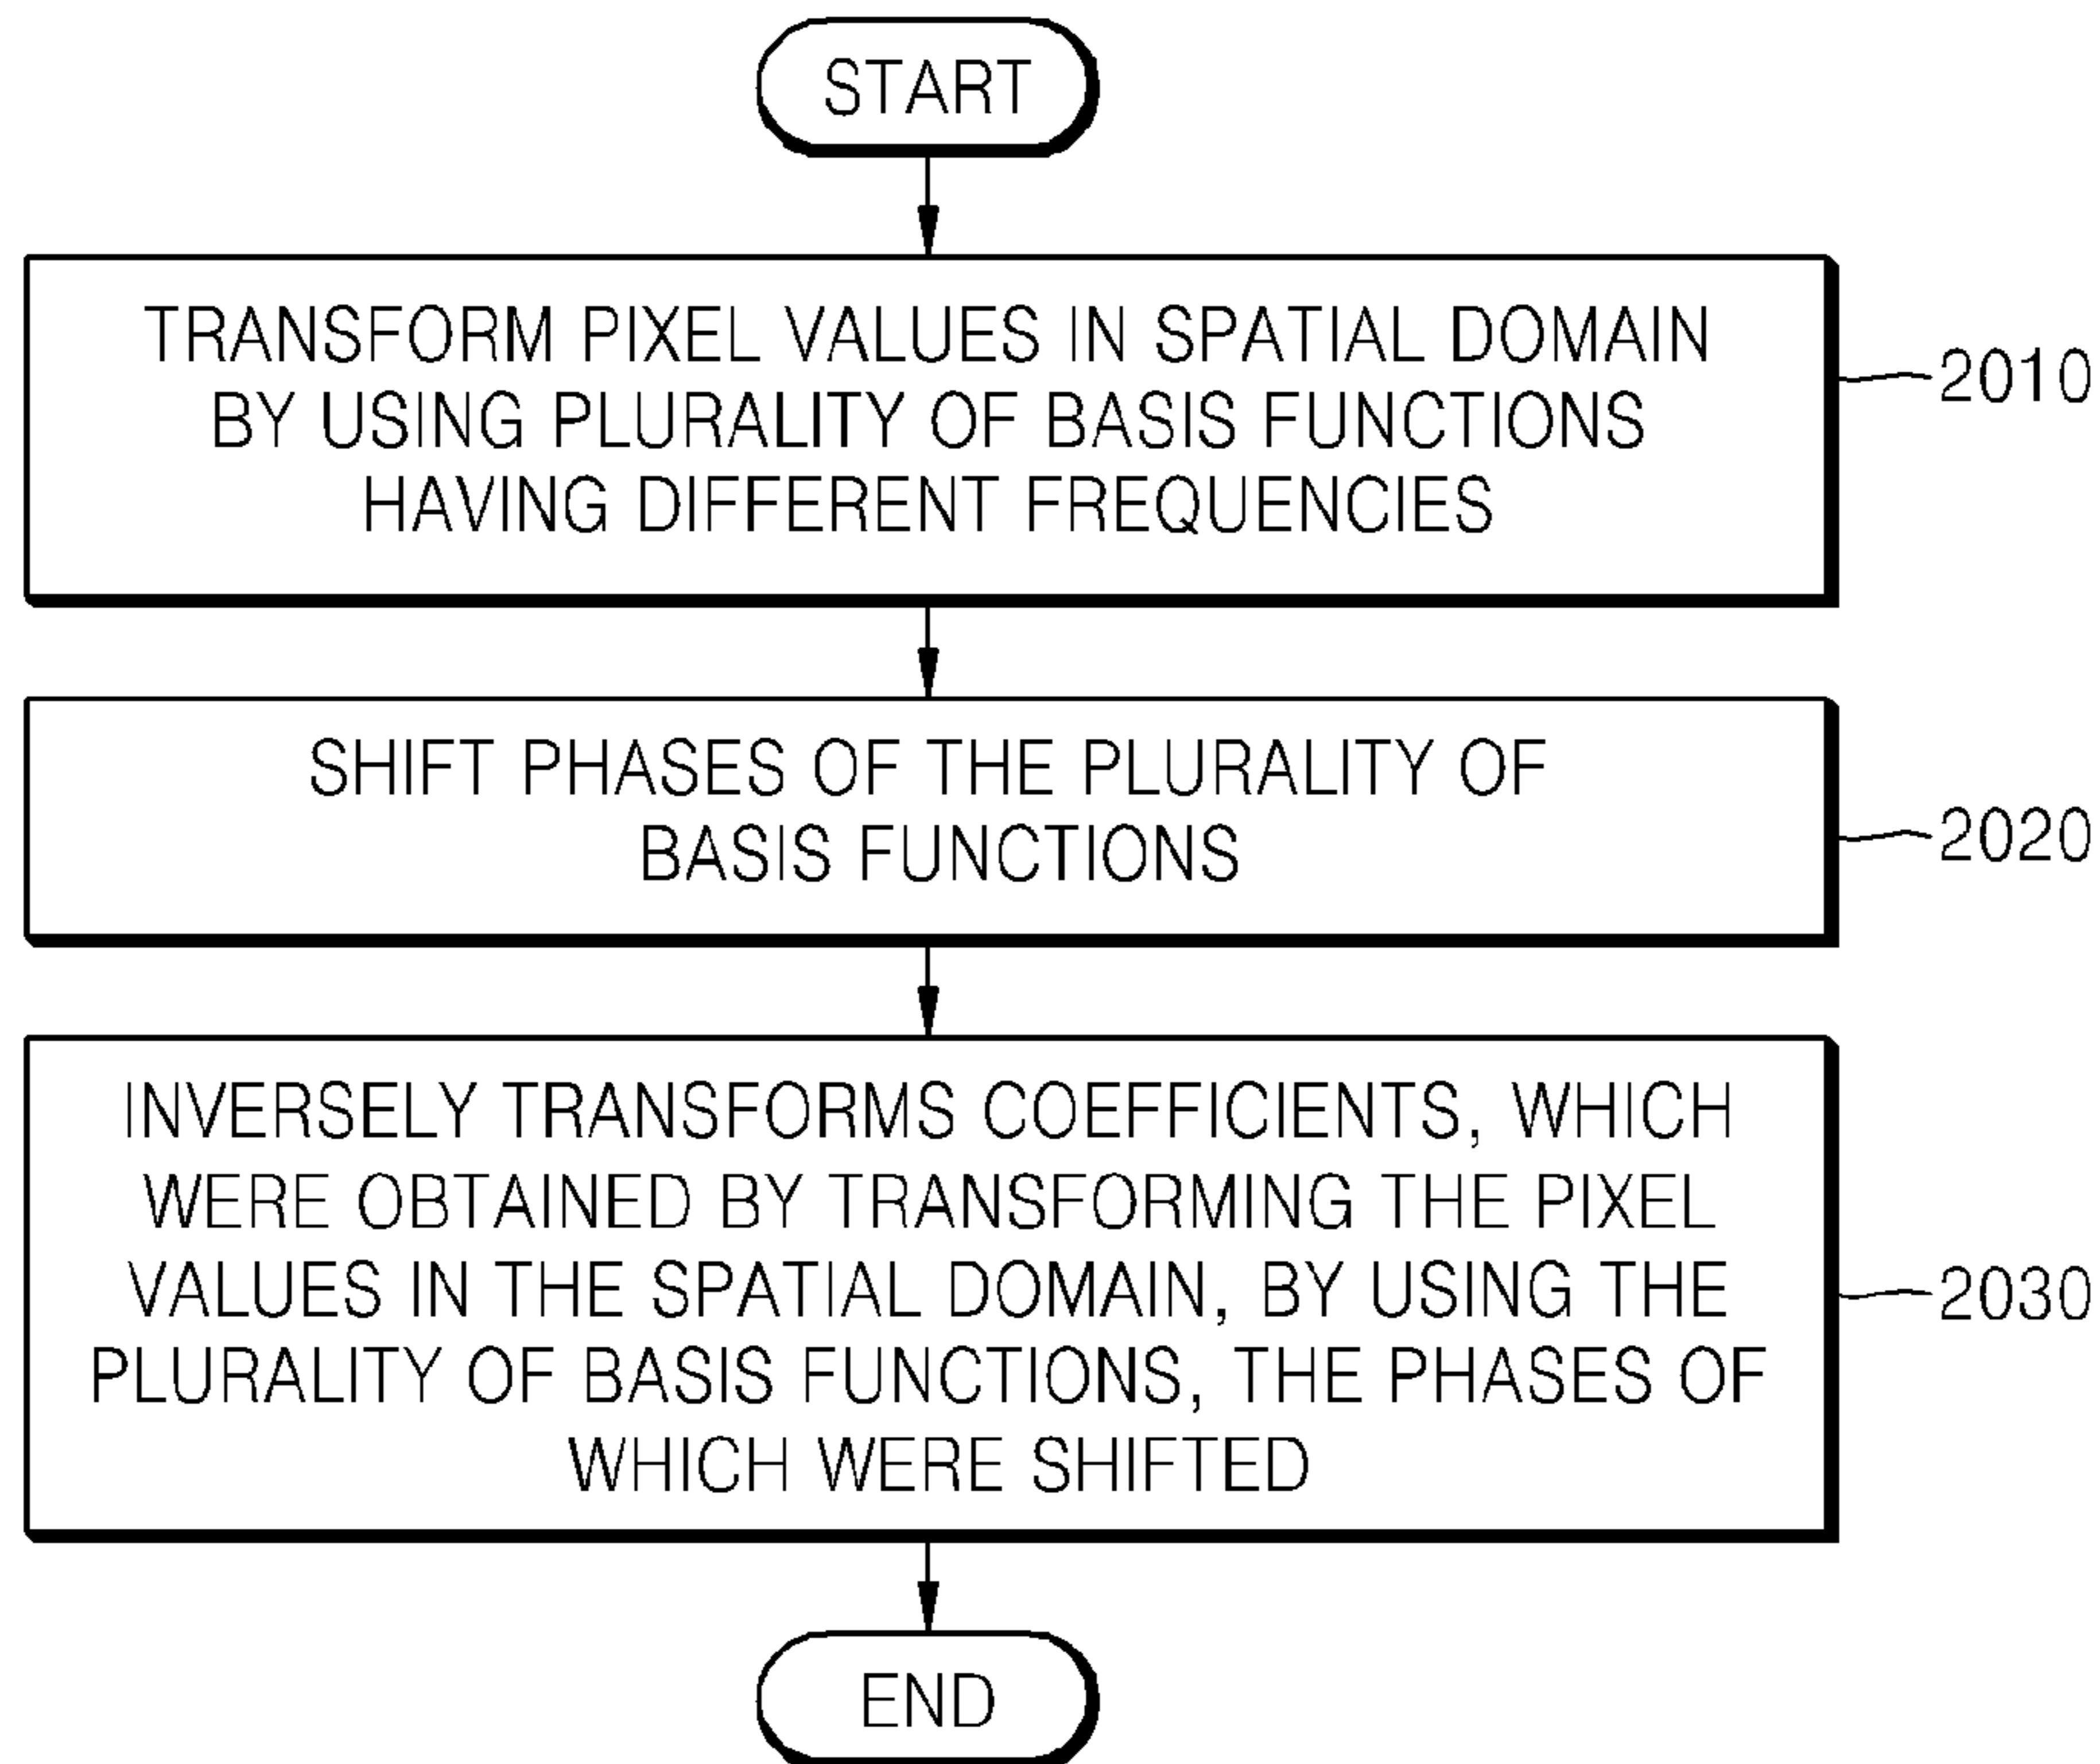 START
TRANSFORM PIXEL VALUES IN SPATIAL DOMAIN
BY USING PLURALITY OF BASIS FUNCTIONS
HAVING DIFFERENT FREQUENCIES
2010
SHIFT PHASES OF THE PLURALITY OF
BASIS FUNCTIONS
2020
INVERSELY TRANSFORMS COEFFICIENTS, WHICH
WERE OBTAINED BY TRANSFORMING THE PIXEL
VALUES IN THE SPATIAL DOMAIN, BY USING THE
PLURALITY OF BASIS FUNCTIONS, THE PHASES OF
WHICH WERE SHIFTED
2030
END